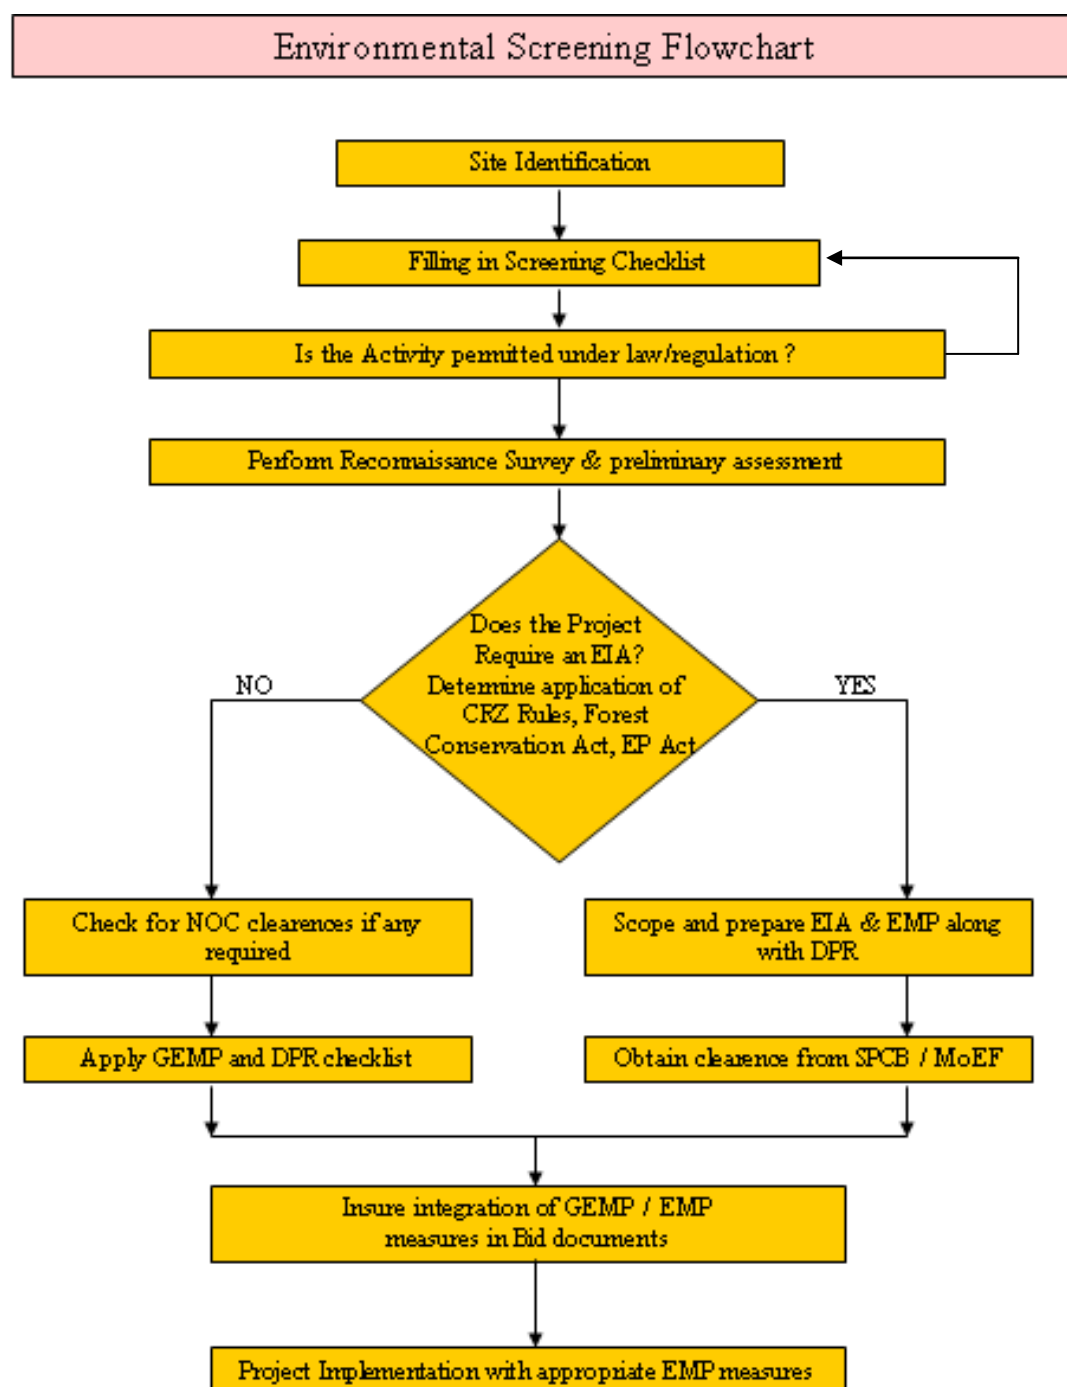 Environmental Screening Flowchart
Site Identification
Filling in Screening Checklist
Is the Activity permitted under law/regulation ?
Perform Reconnaissance Survey & preliminary assessment
Does the Project
Require an EIA?
Determine application of
CRZ Rules, Forest
Conservation Act, EP Act
NO
YES
Check for NOC clearences if any
required
Scope and prepare EIA & EMP along
with DPR
Apply GEMP and DPR checklist
Obtain clearence from SPCB / MoEF
Insure integration of GEMP / EMP
measures in Bid documents
Project Implementation with appropriate EMP measures